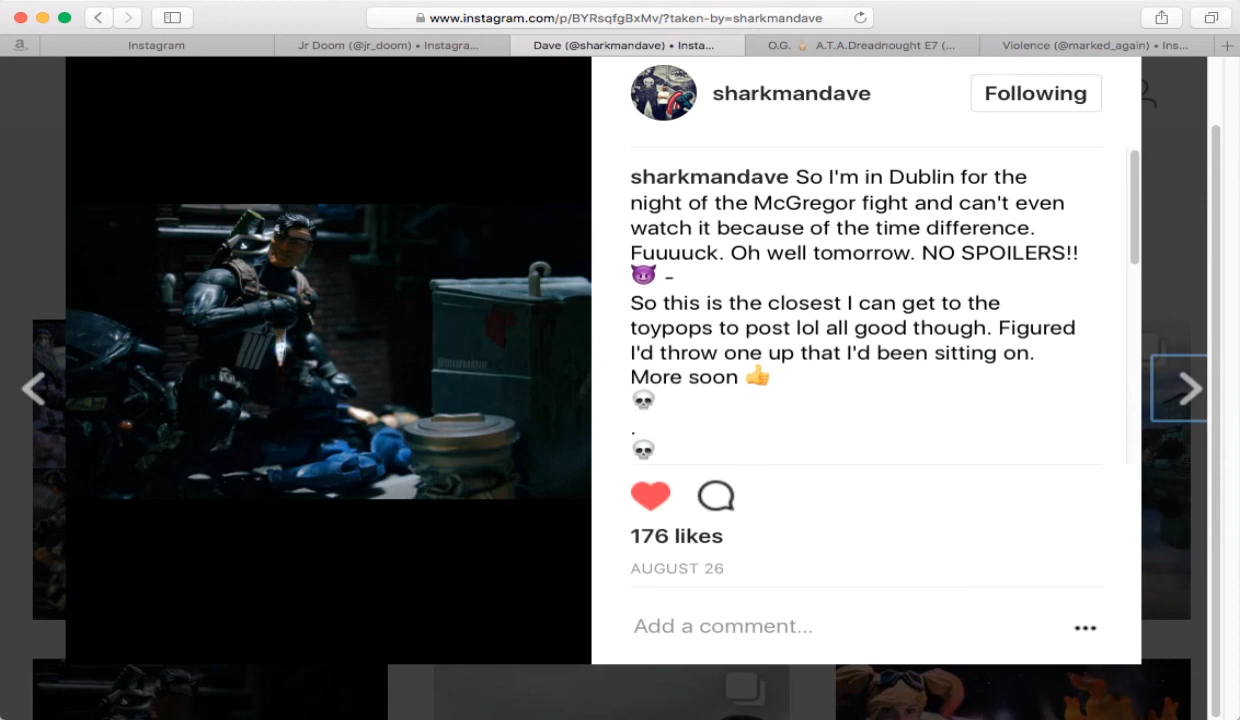 www.instagram.com/p/BYRsqfgBxMv/?taken-by=sharkmandave
a
Instagram
Jr Doom (@jr_doom) • Instagra...
Dave (@sharkmandave) • Insta...
O.G. A.T.A.Dreadnought E7 (...
Violence (@marked_again) • Ins...
sharkmandave
Following
sharkmandave So I'm in Dublin for the
night of the McGregor fight and can't even
watch it because of the time difference.
Fuuuuck. Oh well tomorrow. NO SPOILERS!!
😈 -
So this is the closest I can get to the
toypops to post lol all good though. Figured
I'd throw one up that I'd been sitting on.
More soon 👍
💀
.
💀
176 likes
AUGUST 26
Add a comment...